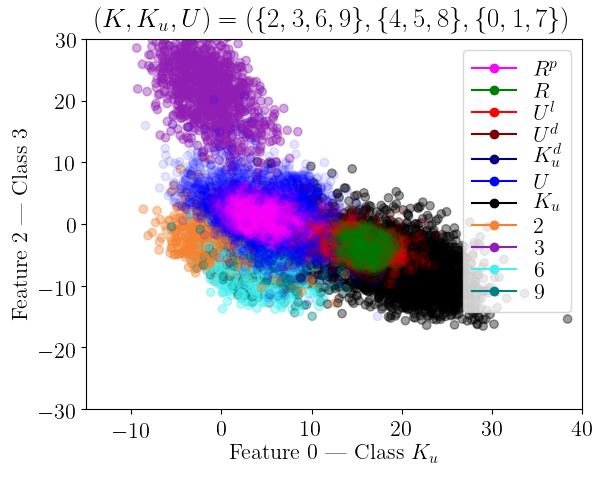 (K, K_u, U) = ({2, 3, 6, 9}, {4, 5, 8}, {0, 1, 7})
30
20
10
0
−10
−20
−30
Feature 2 — Class 3
R^p
R
U^l
U^d
K_u^d
U
K_u
2
3
6
9
−10 0 10 20 30 40
Feature 0 — Class K_u